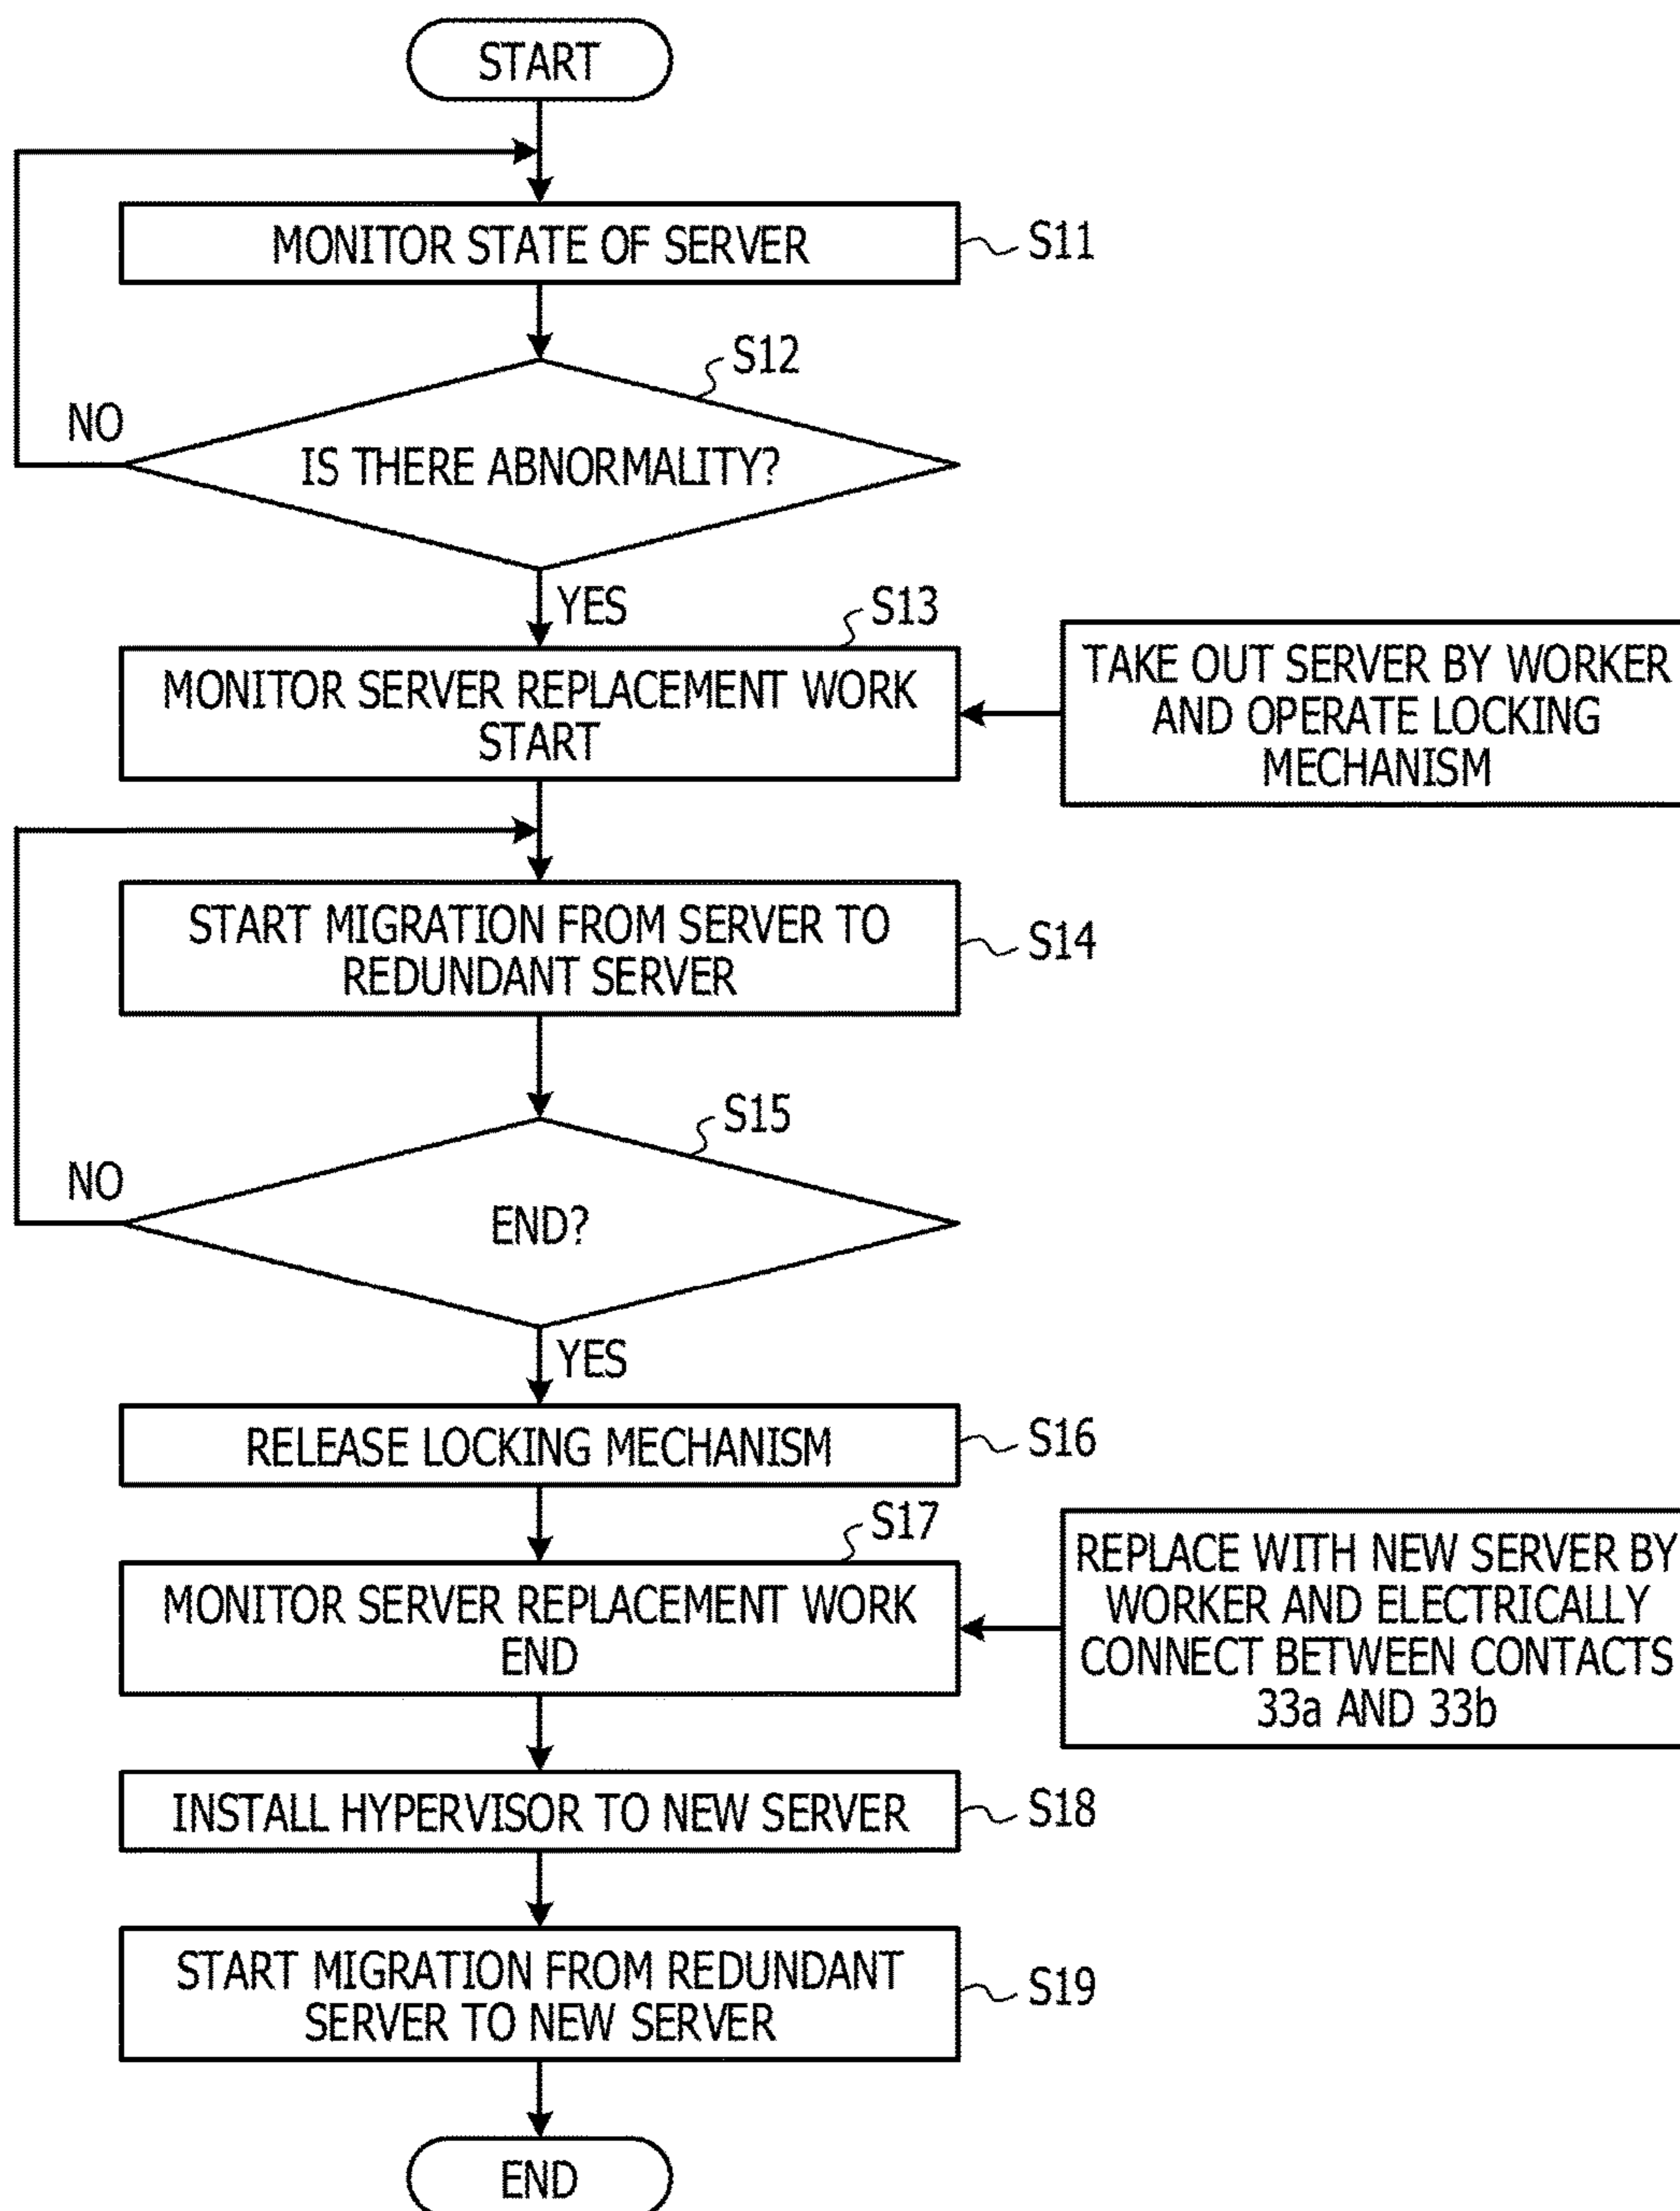 START
MONITOR STATE OF SERVER
S11
S12
NO
IS THERE ABNORMALITY?
YES
S13
MONITOR SERVER REPLACEMENT WORK
START
TAKE OUT SERVER BY WORKER
AND OPERATE LOCKING
MECHANISM
START MIGRATION FROM SERVER TO
REDUNDANT SERVER
S14
S15
NO
END?
YES
RELEASE LOCKING MECHANISM
S16
S17
MONITOR SERVER REPLACEMENT WORK
END
REPLACE WITH NEW SERVER BY
WORKER AND ELECTRICALLY
CONNECT BETWEEN CONTACTS
33a AND 33b
INSTALL HYPERVISOR TO NEW SERVER
S18
START MIGRATION FROM REDUNDANT
SERVER TO NEW SERVER
S19
END